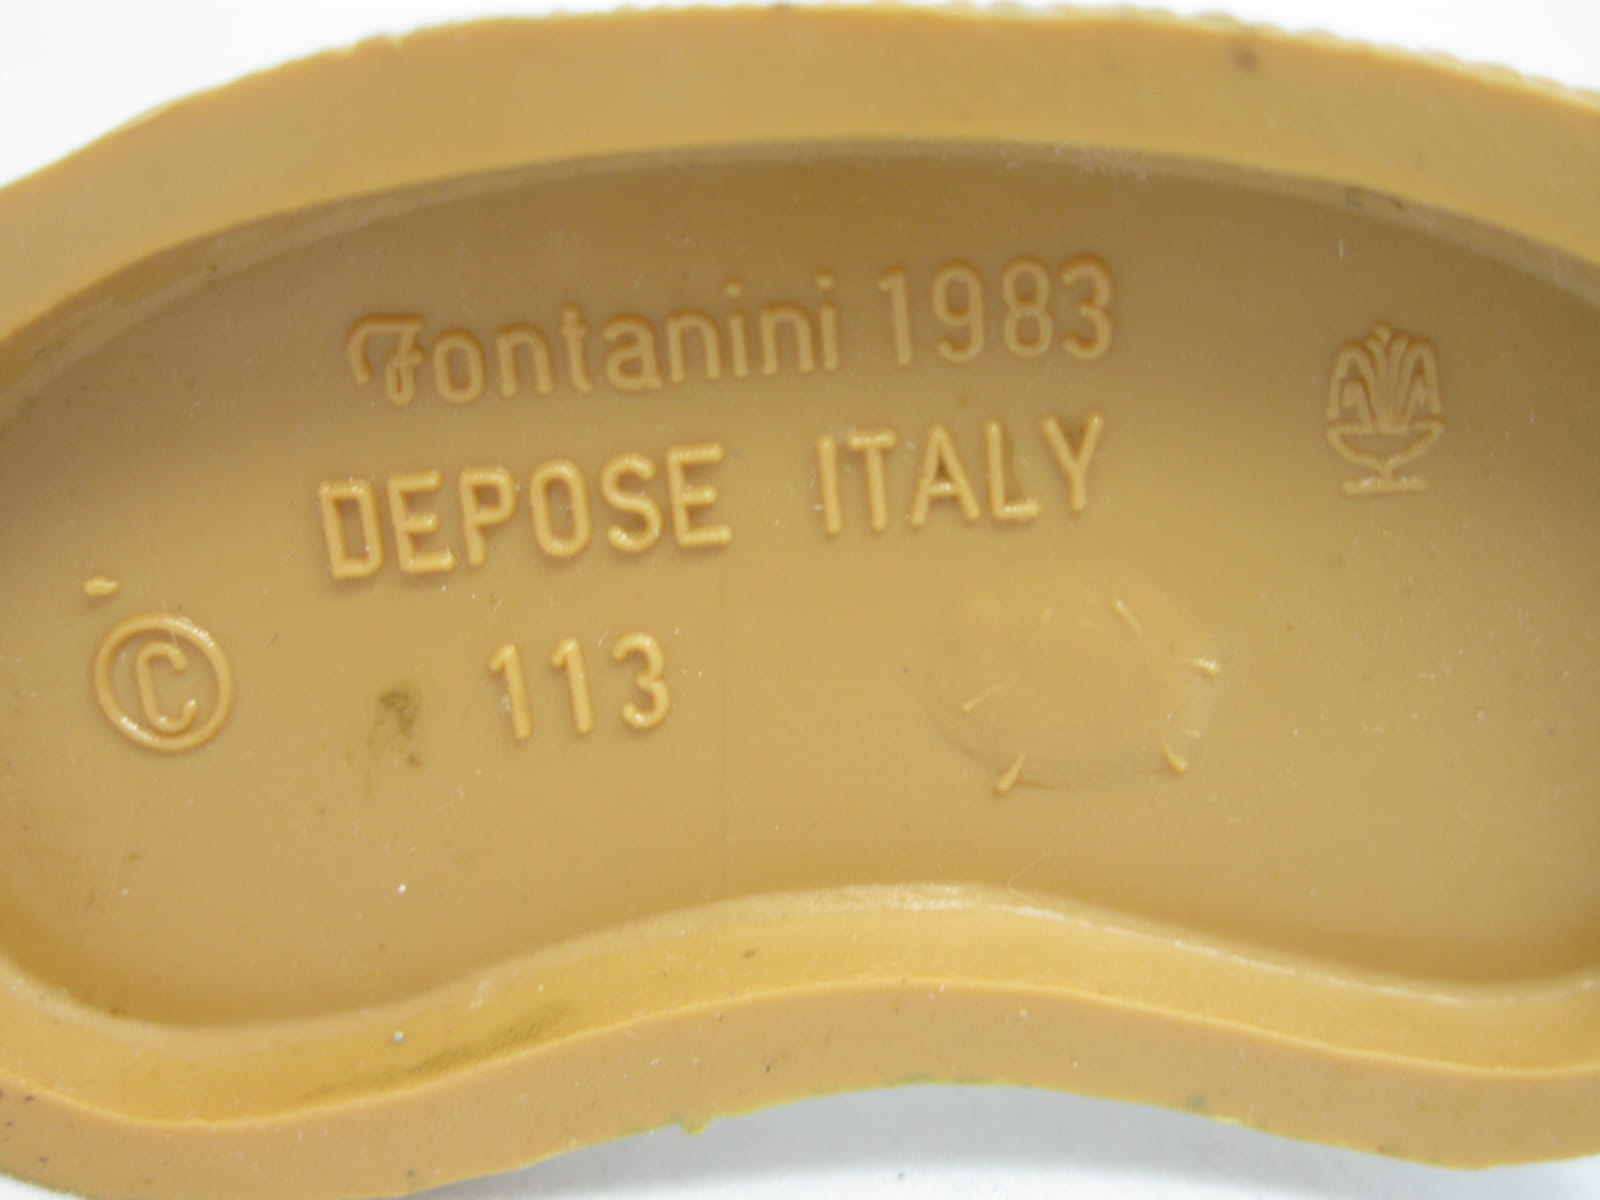 Fontanini 1983
DEPOSE ITALY
© 113